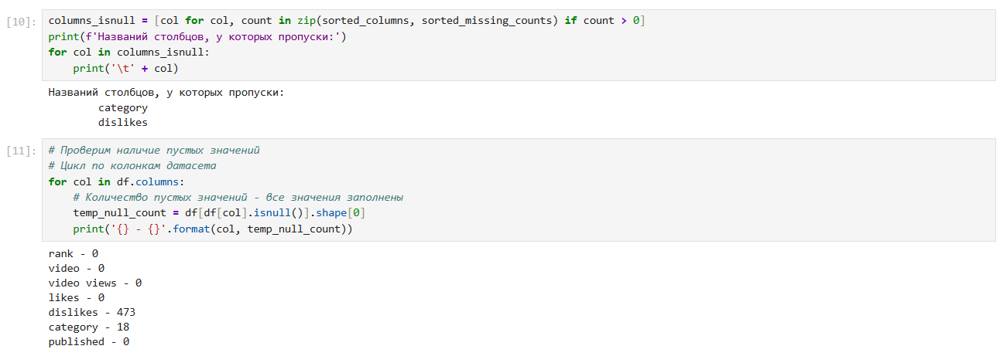 [10]: columns_isnull = [col for col, count in zip(sorted_columns, sorted_missing_counts) if count > 0]
print(f'Названий столбцов, у которых пропуски:')
for col in columns_isnull:
    print('\t' + col)
Названий столбцов, у которых пропуски:
        category
        dislikes
[11]: # Проверим наличие пустых значений
# Цикл по колонкам датасета
for col in df.columns:
    # Количество пустых значений - все значения заполнены
    temp_null_count = df[df[col].isnull()].shape[0]
    print('{} - {}'.format(col, temp_null_count))
rank - 0
video - 0
video views - 0
likes - 0
dislikes - 473
category - 18
published - 0